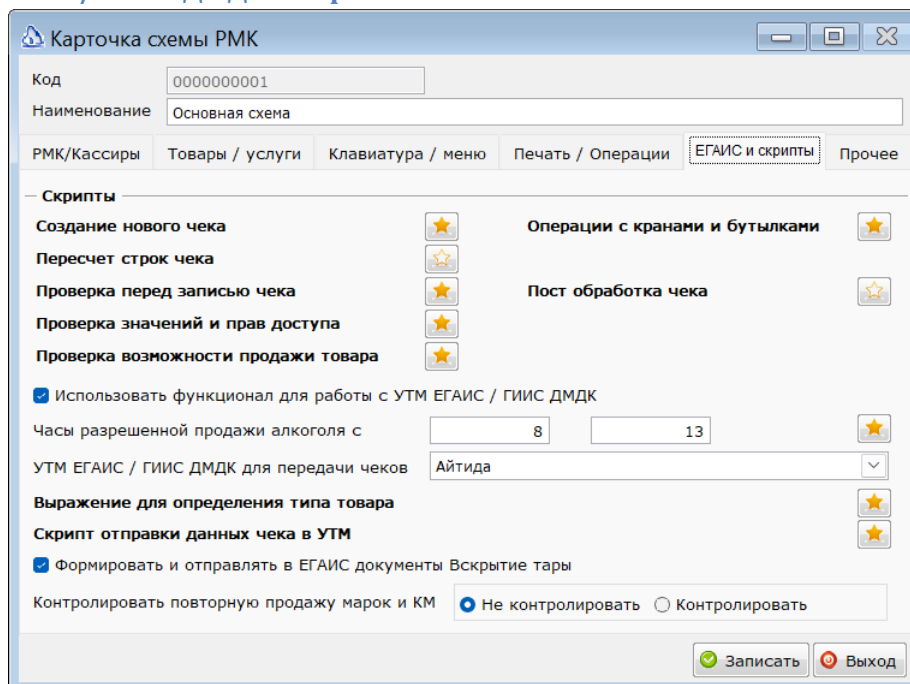 Карточка схемы РМК
Код 0000000001
Наименование Основная схема
РМК/Кассиры Товары / услуги Клавиатура / меню Печать / Операции ЕГАИС и скрипты Прочее
Скрипты
Создание нового чека Операции с кранами и бутылками
Пересчет строк чека
Проверка перед записью чека Пост обработка чека
Проверка значений и прав доступа
Проверка возможности продажи товара
Использовать функционал для работы с УТМ ЕГАИС / ГИИС ДМДК
Часы разрешенной продажи алкоголя с 8 13
УТМ ЕГАИС / ГИИС ДМДК для передачи чеков Айтида
Выражение для определения типа товара
Скрипт отправки данных чека в УТМ
Формировать и отправлять в ЕГАИС документы Вскрытие тары
Контролировать повторную продажу марок и КМ Не контролировать Контролировать
Записать Выход